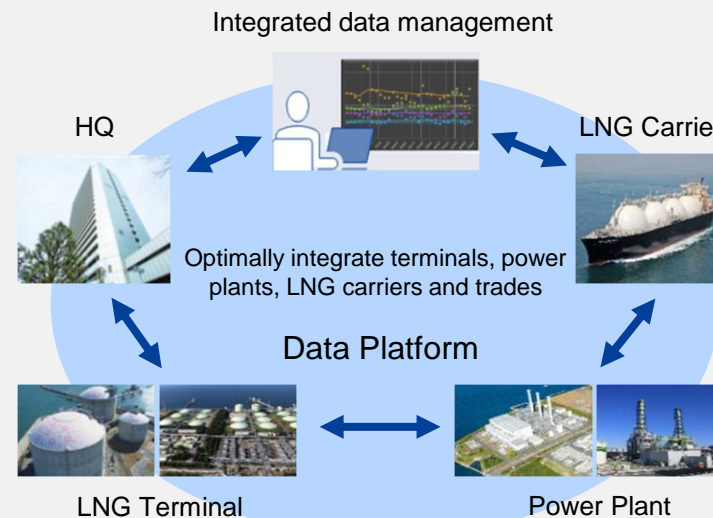 Integrated data management
HQ
LNG Carrie
Optimally integrate terminals, power
plants, LNG carriers and trades
Data Platform
LNG Terminal
Power Plant